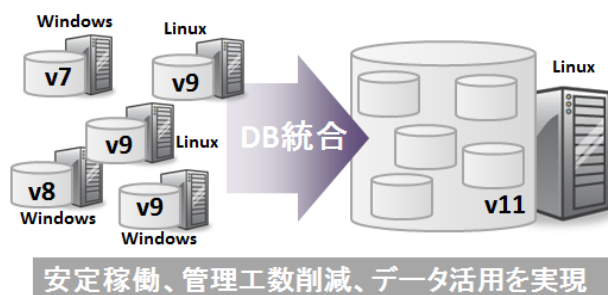 Windows
v7
Linux
v9
v9
Linux
v8
Windows
v9
Windows
DB統合
Linux
v11
安定稼働、管理工数削減、データ活用を実現